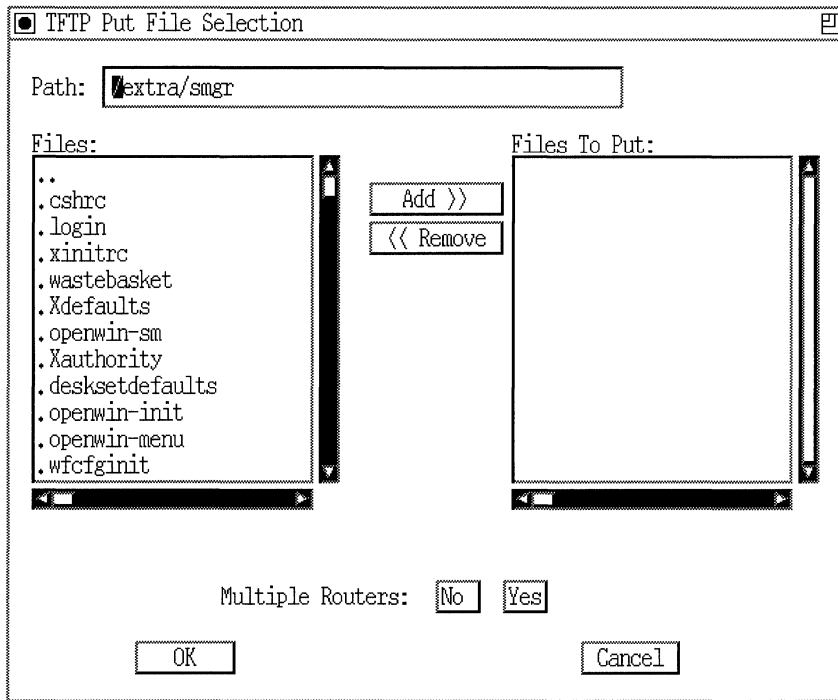 TFTP Put File Selection
Path: /extra/smgr
Files:
..
.cshrc
.login
.xinitrc
.wastebasket
.Xdefaults
.openwin-sm
.Xauthority
.desksetdefaults
.openwin-init
.openwin-menu
.wfcfginit
Add >>
<< Remove
Files To Put:
Multiple Routers: No Yes
OK
Cancel